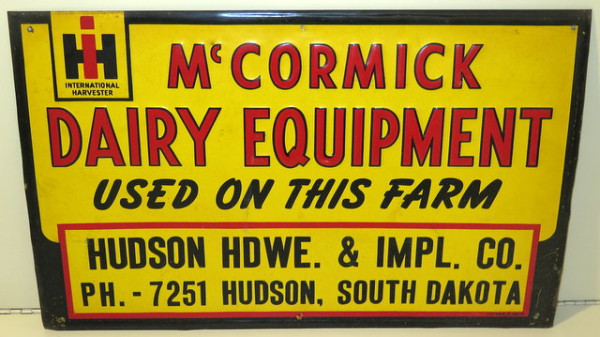 IH
INTERNATIONAL
HARVESTER
McCORMICK
DAIRY EQUIPMENT
USED ON THIS FARM
HUDSON HDWE. & IMPL. CO.
PH. - 7251 HUDSON, SOUTH DAKOTA